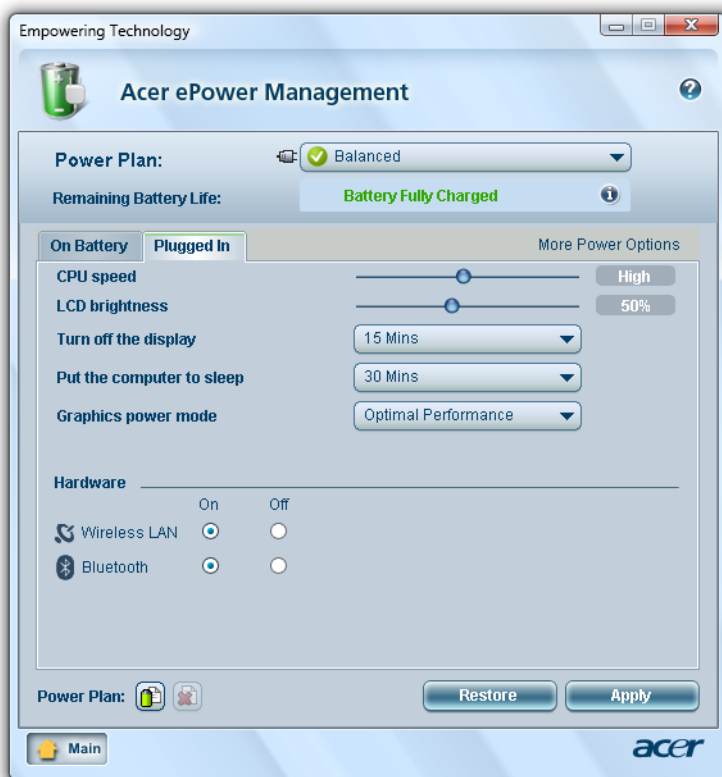 Empowering Technology
Acer ePower Management
Power Plan: Balanced
Remaining Battery Life: Battery Fully Charged
On Battery Plugged In More Power Options
CPU speed High
LCD brightness 50%
Turn off the display 15 Mins
Put the computer to sleep 30 Mins
Graphics power mode Optimal Performance
Hardware
On Off
Wireless LAN
Bluetooth
Power Plan: Restore Apply
Main acer